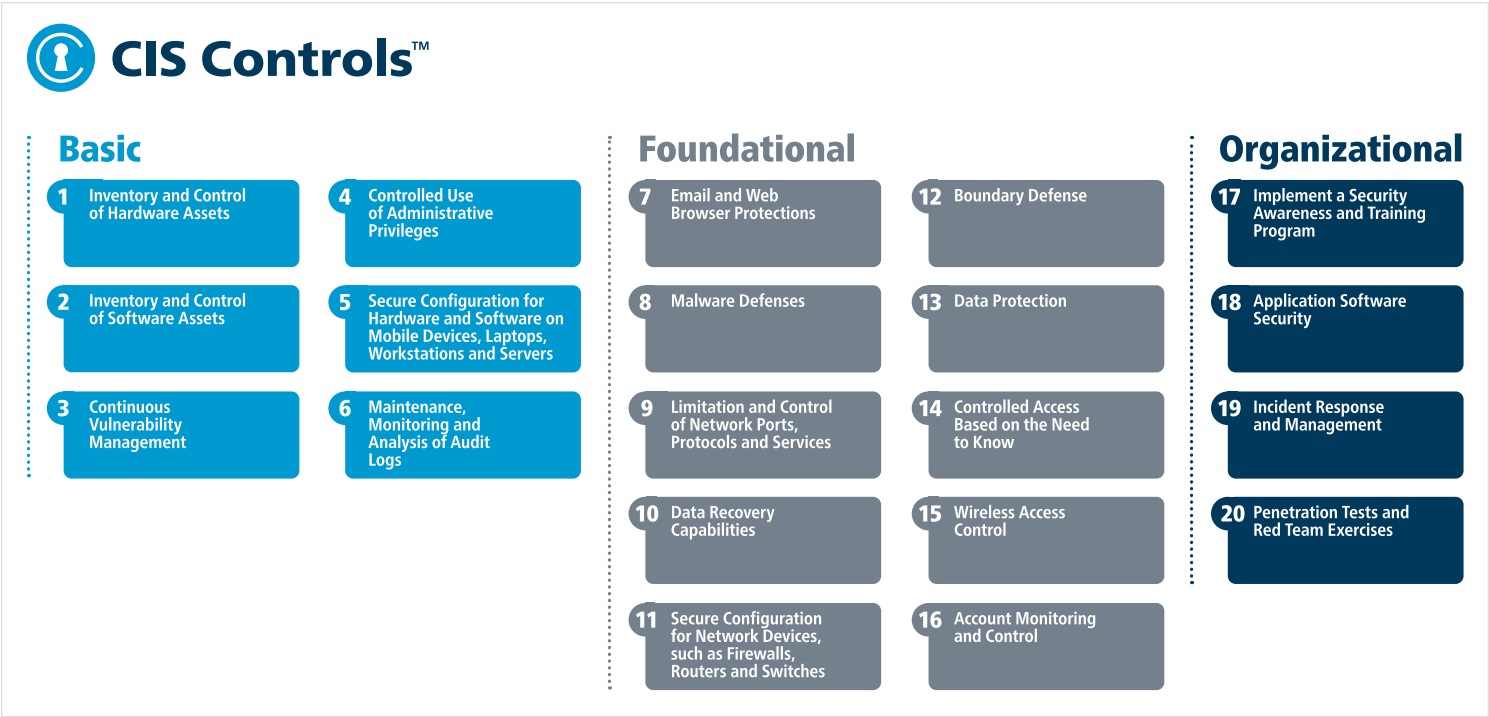 CIS Controls™
Basic
1 Inventory and Control
of Hardware Assets
2 Inventory and Control
of Software Assets
3 Continuous
Vulnerability
Management
4 Controlled Use
of Administrative
Privileges
5 Secure Configuration for
Hardware and Software on
Mobile Devices, Laptops,
Workstations and Servers
6 Maintenance,
Monitoring and
Analysis of Audit
Logs
Foundational
7 Email and Web
Browser Protections
8 Malware Defenses
9 Limitation and Control
of Network Ports,
Protocols and Services
10 Data Recovery
Capabilities
11 Secure Configuration
for Network Devices,
such as Firewalls,
Routers and Switches
12 Boundary Defense
13 Data Protection
14 Controlled Access
Based on the Need
to Know
15 Wireless Access
Control
16 Account Monitoring
and Control
Organizational
17 Implement a Security
Awareness and Training
Program
18 Application Software
Security
19 Incident Response
and Management
20 Penetration Tests and
Red Team Exercises